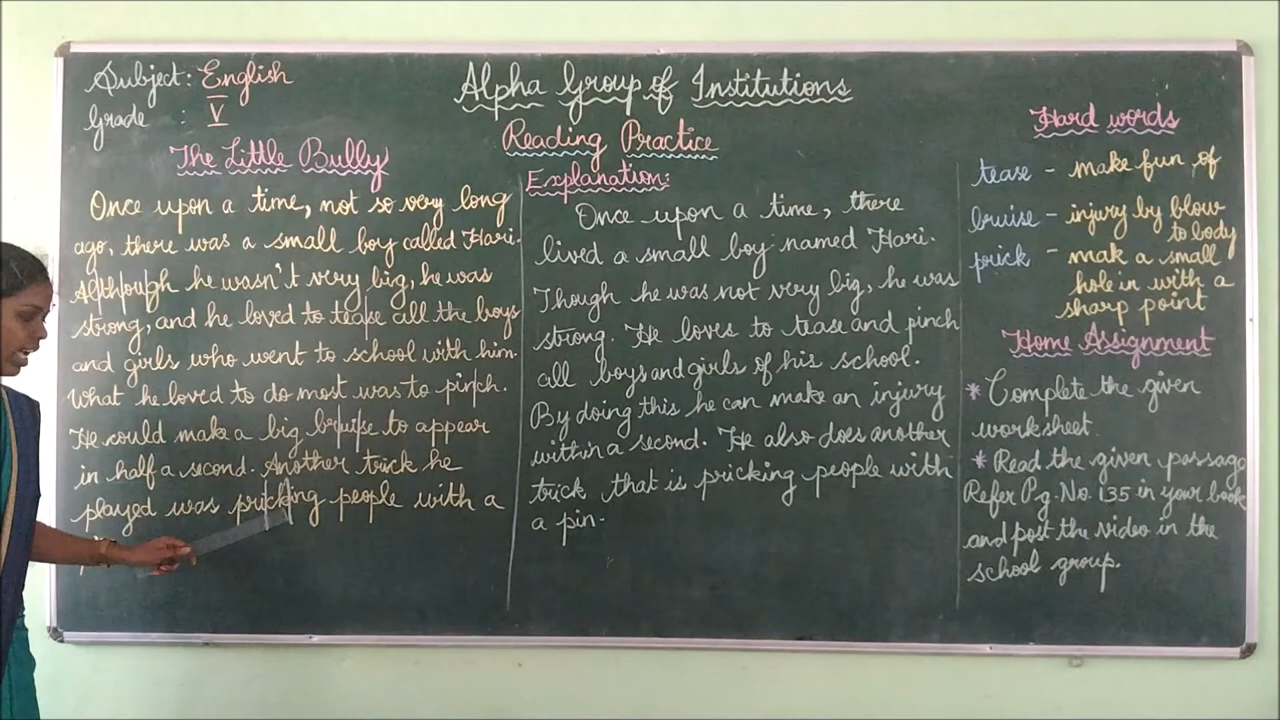 Subject: English
Grade : V
Alpha Group of Institutions
Reading Practice
The Little Bully
Once upon a time, not so very long
ago, there was a small boy called Hari.
Although he wasn't very big, he was
strong, and he loved to tease all the boys
and girls who went to school with him.
What he loved to do most was to pinch.
He could make a big bruise to appear
in half a second. Another trick he
played was pricking people with a
Explanation:
Once upon a time, there
lived a small boy named Hari.
Though he was not very big, he was
strong. He loves to tease and pinch
all boys and girls of his school.
By doing this he can make an injury
within a second. He also does another
trick that is pricking people with
a pin.
Hard words
tease - make fun of
bruise - injury by blow
to body
prick - make a small
hole in with a
sharp point
Home Assignment
* Complete the given
worksheet.
* Read the given passage
Refer Pg. No. 135 in your book
and post the video in the
school group.